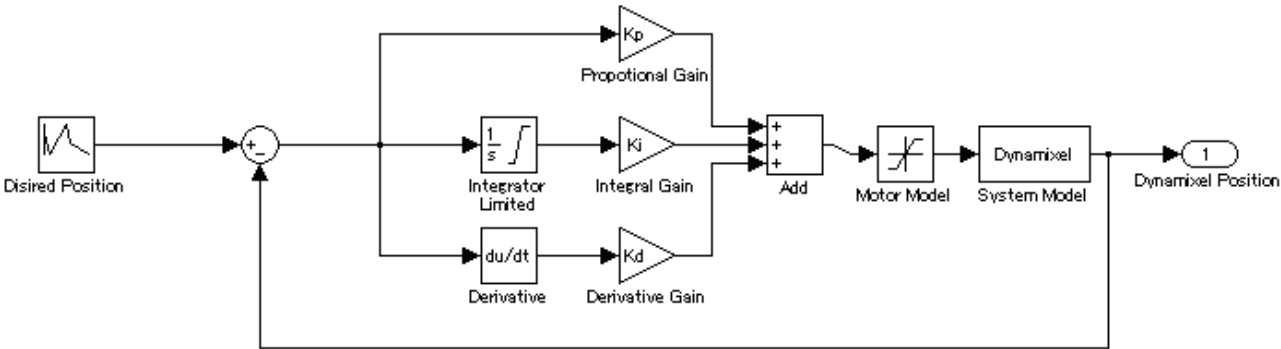 Kp
Propotional Gain
Disired Position
+
-
1
s
Integrator
Limited
Ki
Integral Gain
+
+
+
Add
Motor Model
Dynamixel
System Model
1
Dynamixel Position
du/dt
Derivative
Kd
Derivative Gain